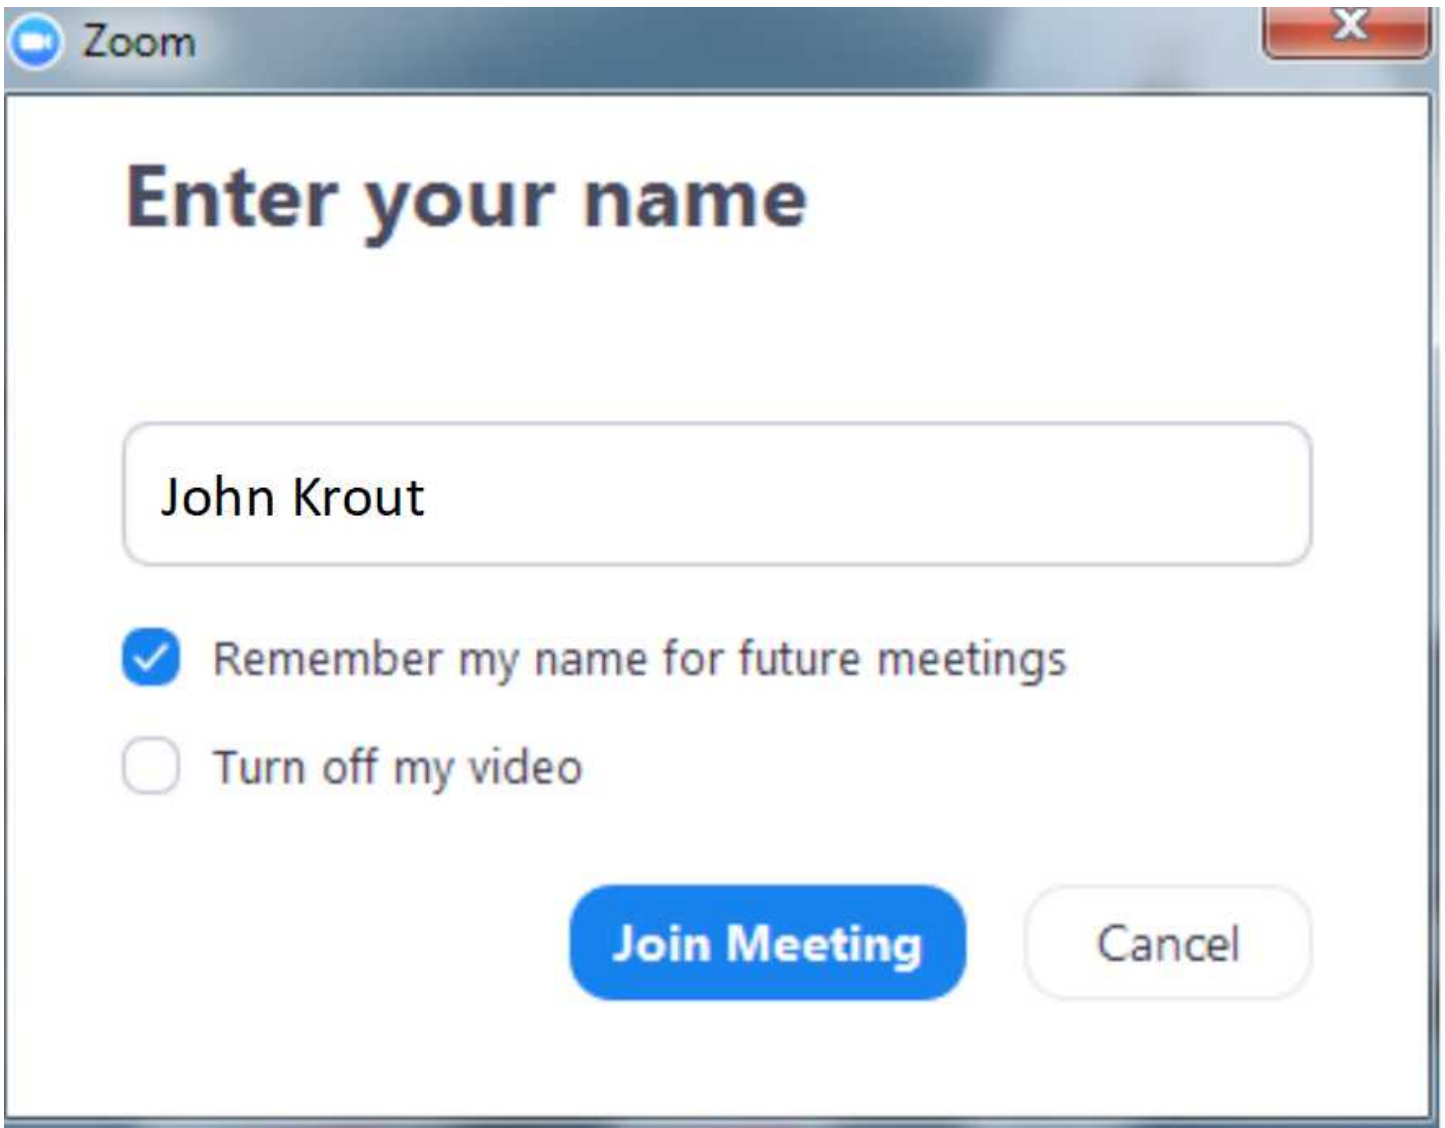 Zoom
Enter your name
John Krout
Remember my name for future meetings
Turn off my video
Join Meeting
Cancel